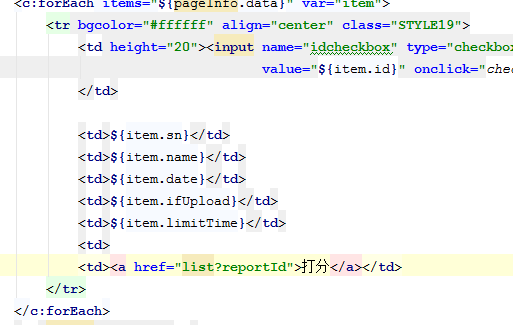 <c:forEach items="${pageInfo.data}" var="item">
<tr bgcolor="#ffffff" align="center" class="STYLE19">
<td height="20"><input name="idcheckbox" type="checkbox
value="${item.id}" onclick="che
</td>
<td>${item.sn}</td>
<td>${item.name}</td>
<td>${item.date}</td>
<td>${item.ifUpload}</td>
<td>${item.limitTime}</td>
<td>
<td><a href="list?reportId">打分</a></td>
</tr>
</c:forEach>